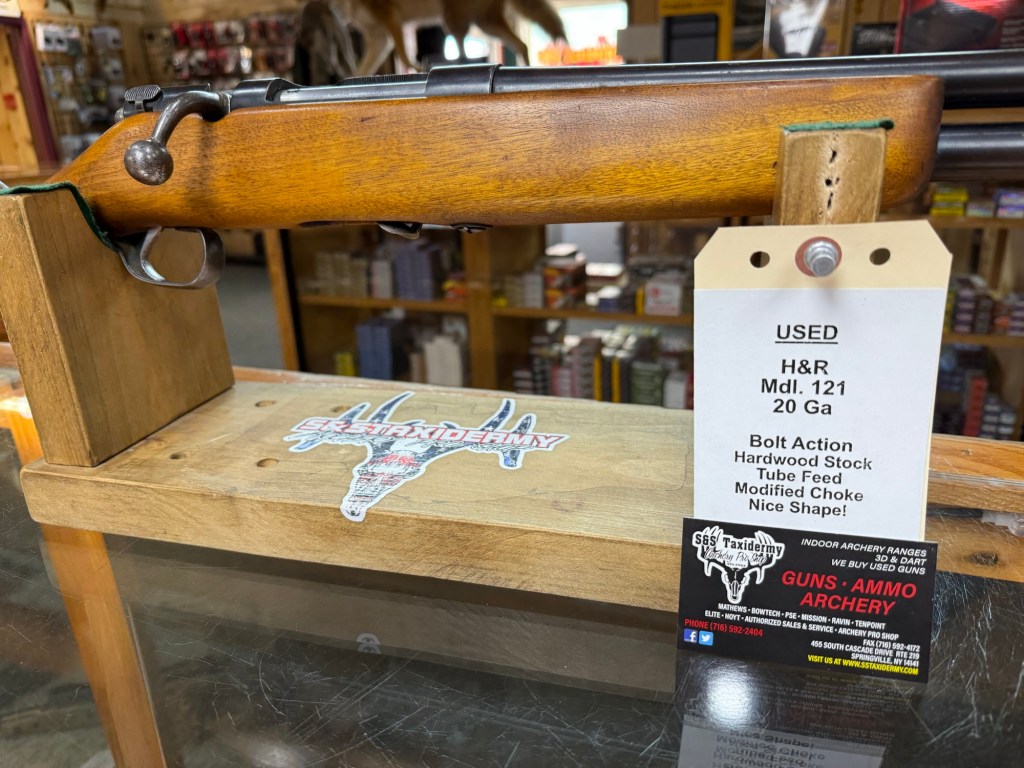 USED
H&R
Mdl. 121
20 Ga
Bolt Action
Hardwood Stock
Tube Feed
Modified Choke
Nice Shape!
S&S TAXIDERMY
S&S Taxidermy
Archery Pro Shop
INDOOR ARCHERY RANGES
3D & DART
WE BUY USED GUNS
GUNS · AMMO
ARCHERY
MATHEWS · BOWTECH · PSE · MISSION · RAVIN · TENPOINT
ELITE · HOYT · AUTHORIZED SALES & SERVICE · ARCHERY PRO SHOP
PHONE (716) 592-2404
FAX (716) 592-4172
455 SOUTH CASCADE DRIVE RTE 219
SPRINGVILLE, NY 14141
VISIT US AT WWW.SSTAXIDERMY.COM